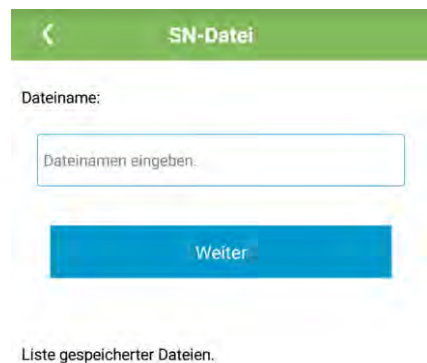 SN-Datei
Dateiname:
Dateinamen eingeben.
Weiter
Liste gespeicherter Dateien.